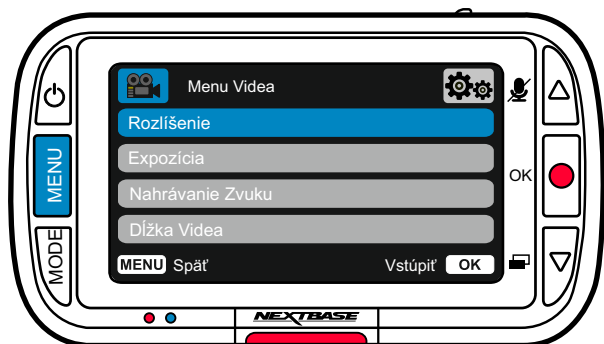 Menu Videa
Rozlíšenie
Expozícia
Nahrávanie Zvuku
Dĺžka Videa
MENU Späť
Vstúpiť OK
MENU
MODE
OK
NEXTBASE